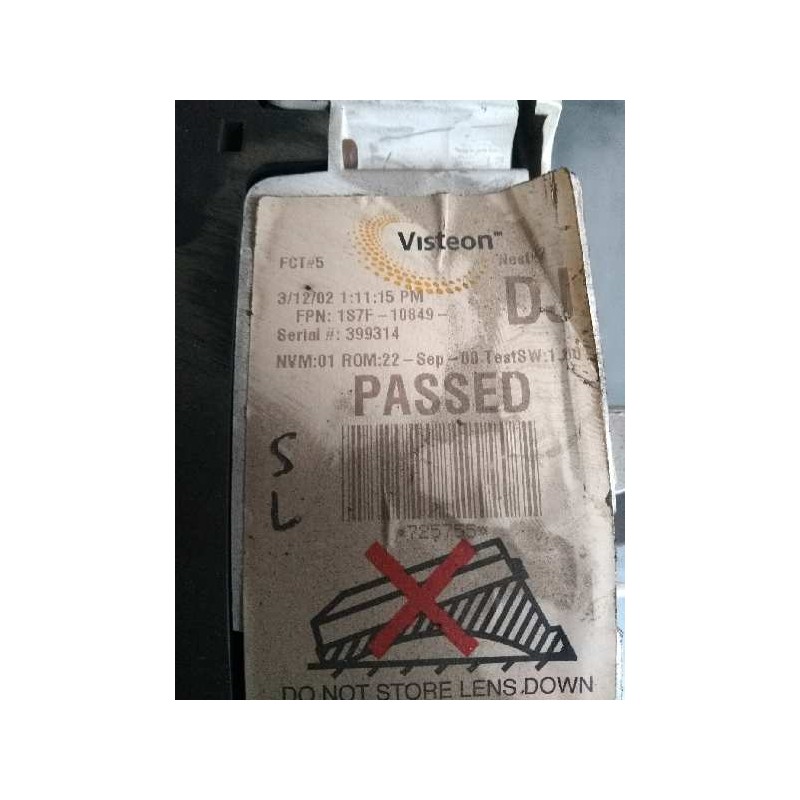 Visteon™
FCT#5
3/12/02 1:11:15 PM
FPN: 1S7F-10849-
DJ
Serial #: 399314
NVM:01 ROM:22-Sep-00 TestSW:1.00
PASSED
S
L
*725755*
DO NOT STORE LENS DOWN